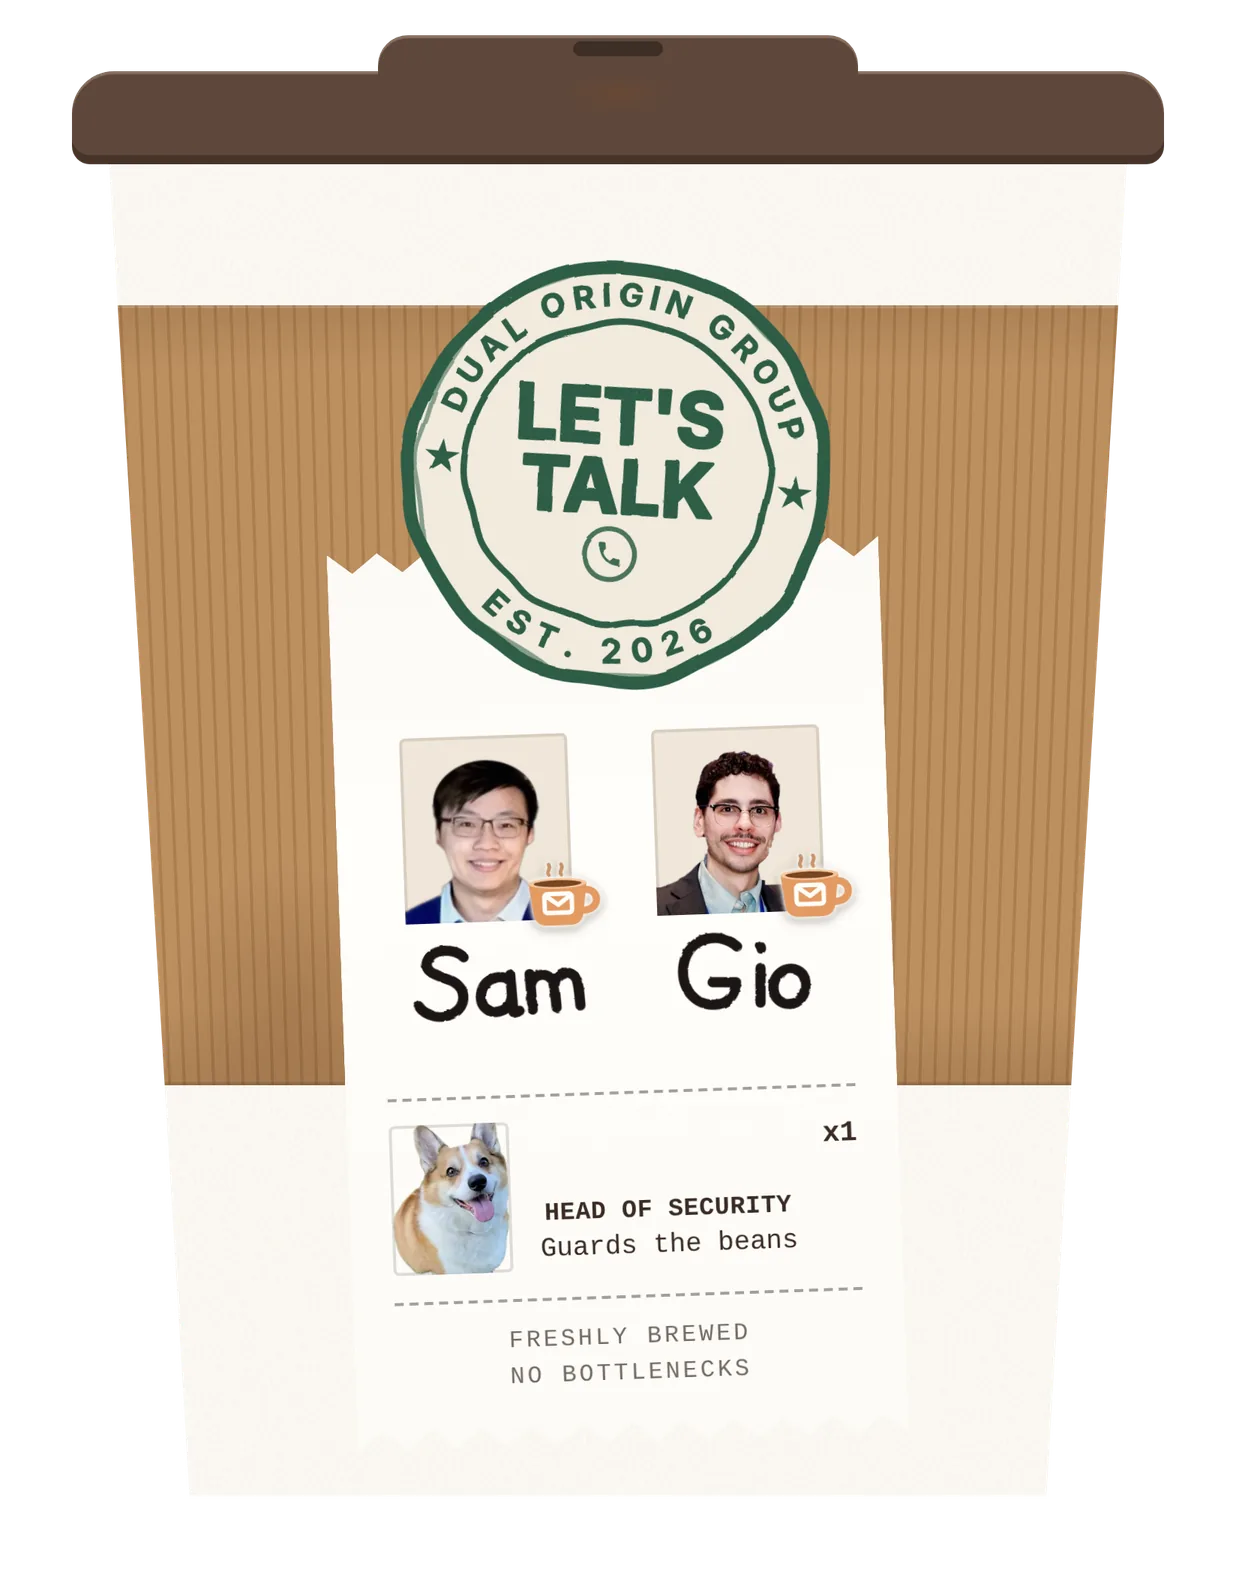 DUAL ORIGIN GROUP
LET'S
TALK
EST. 2026
Sam
Gio
x1
HEAD OF SECURITY
Guards the beans
FRESHLY BREWED
NO BOTTLENECKS